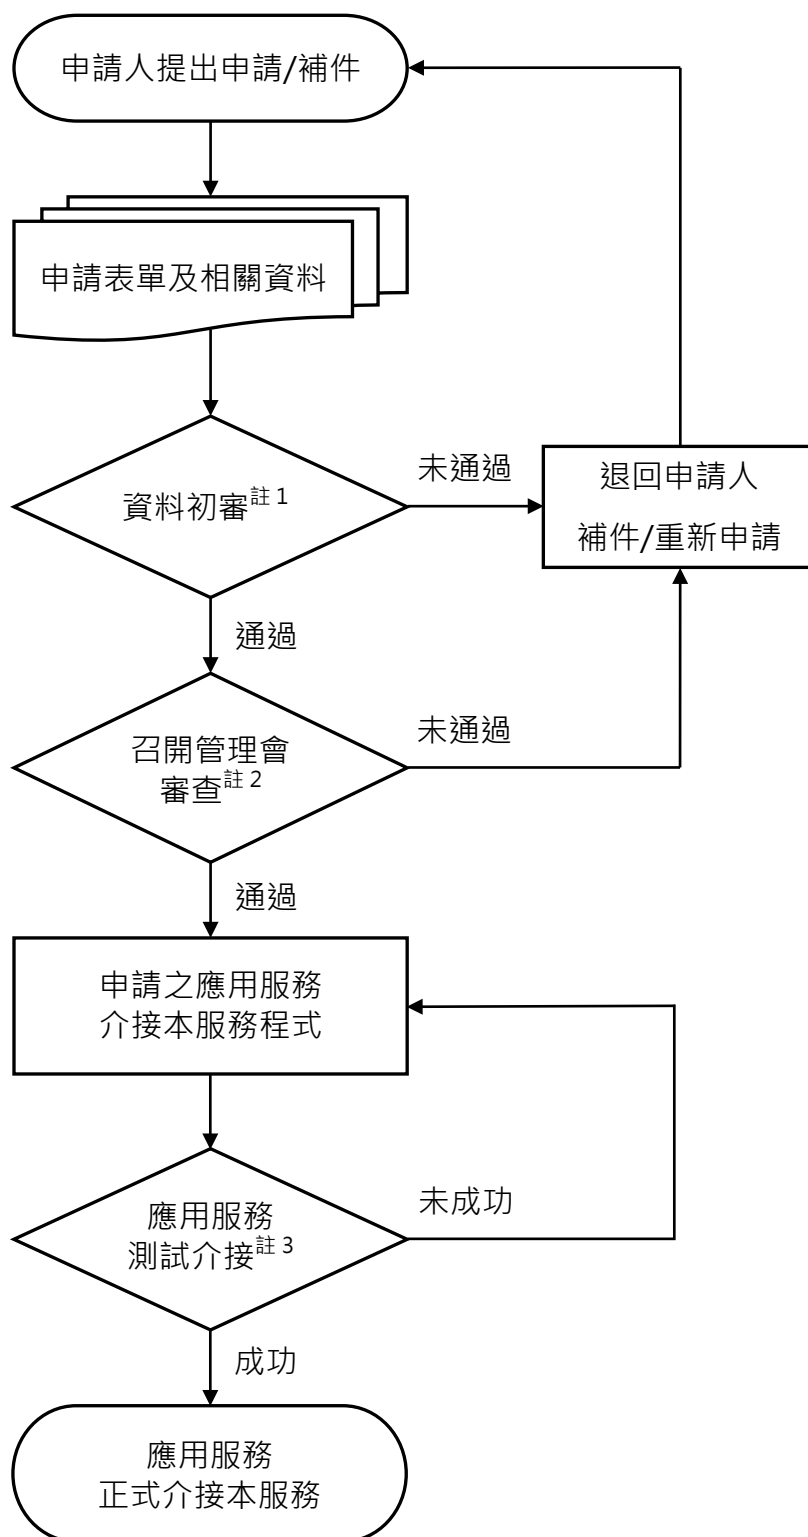 申請人提出申請/補件
申請表單及相關資料
資料初審註1
未通過
退回申請人
補件/重新申請
通過
召開管理會
審查註2
未通過
通過
申請之應用服務
介接本服務程式
應用服務
測試介接註3
未成功
成功
應用服務
正式介接本服務